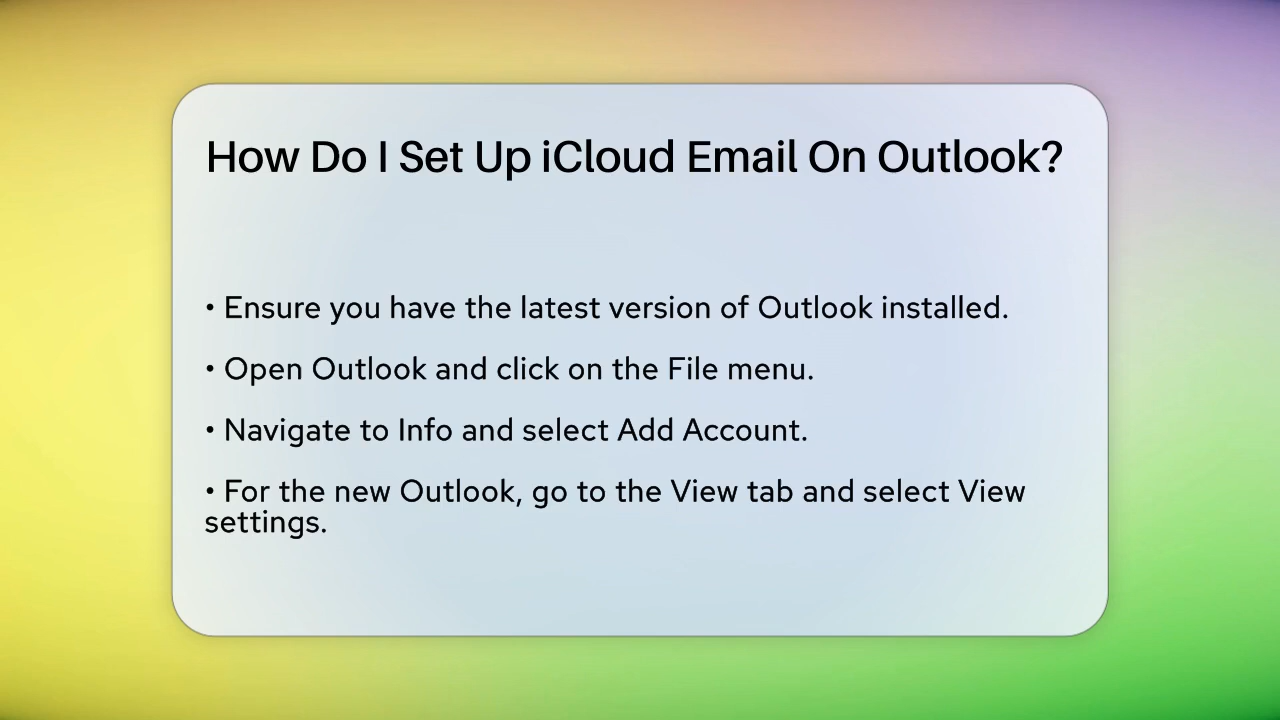 How Do I Set Up iCloud Email On Outlook?
• Ensure you have the latest version of Outlook installed.
• Open Outlook and click on the File menu.
• Navigate to Info and select Add Account.
• For the new Outlook, go to the View tab and select View
settings.